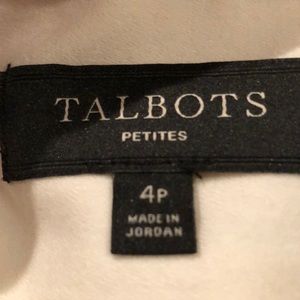 TALBOTS
PETITES
4P
MADE IN
JORDAN